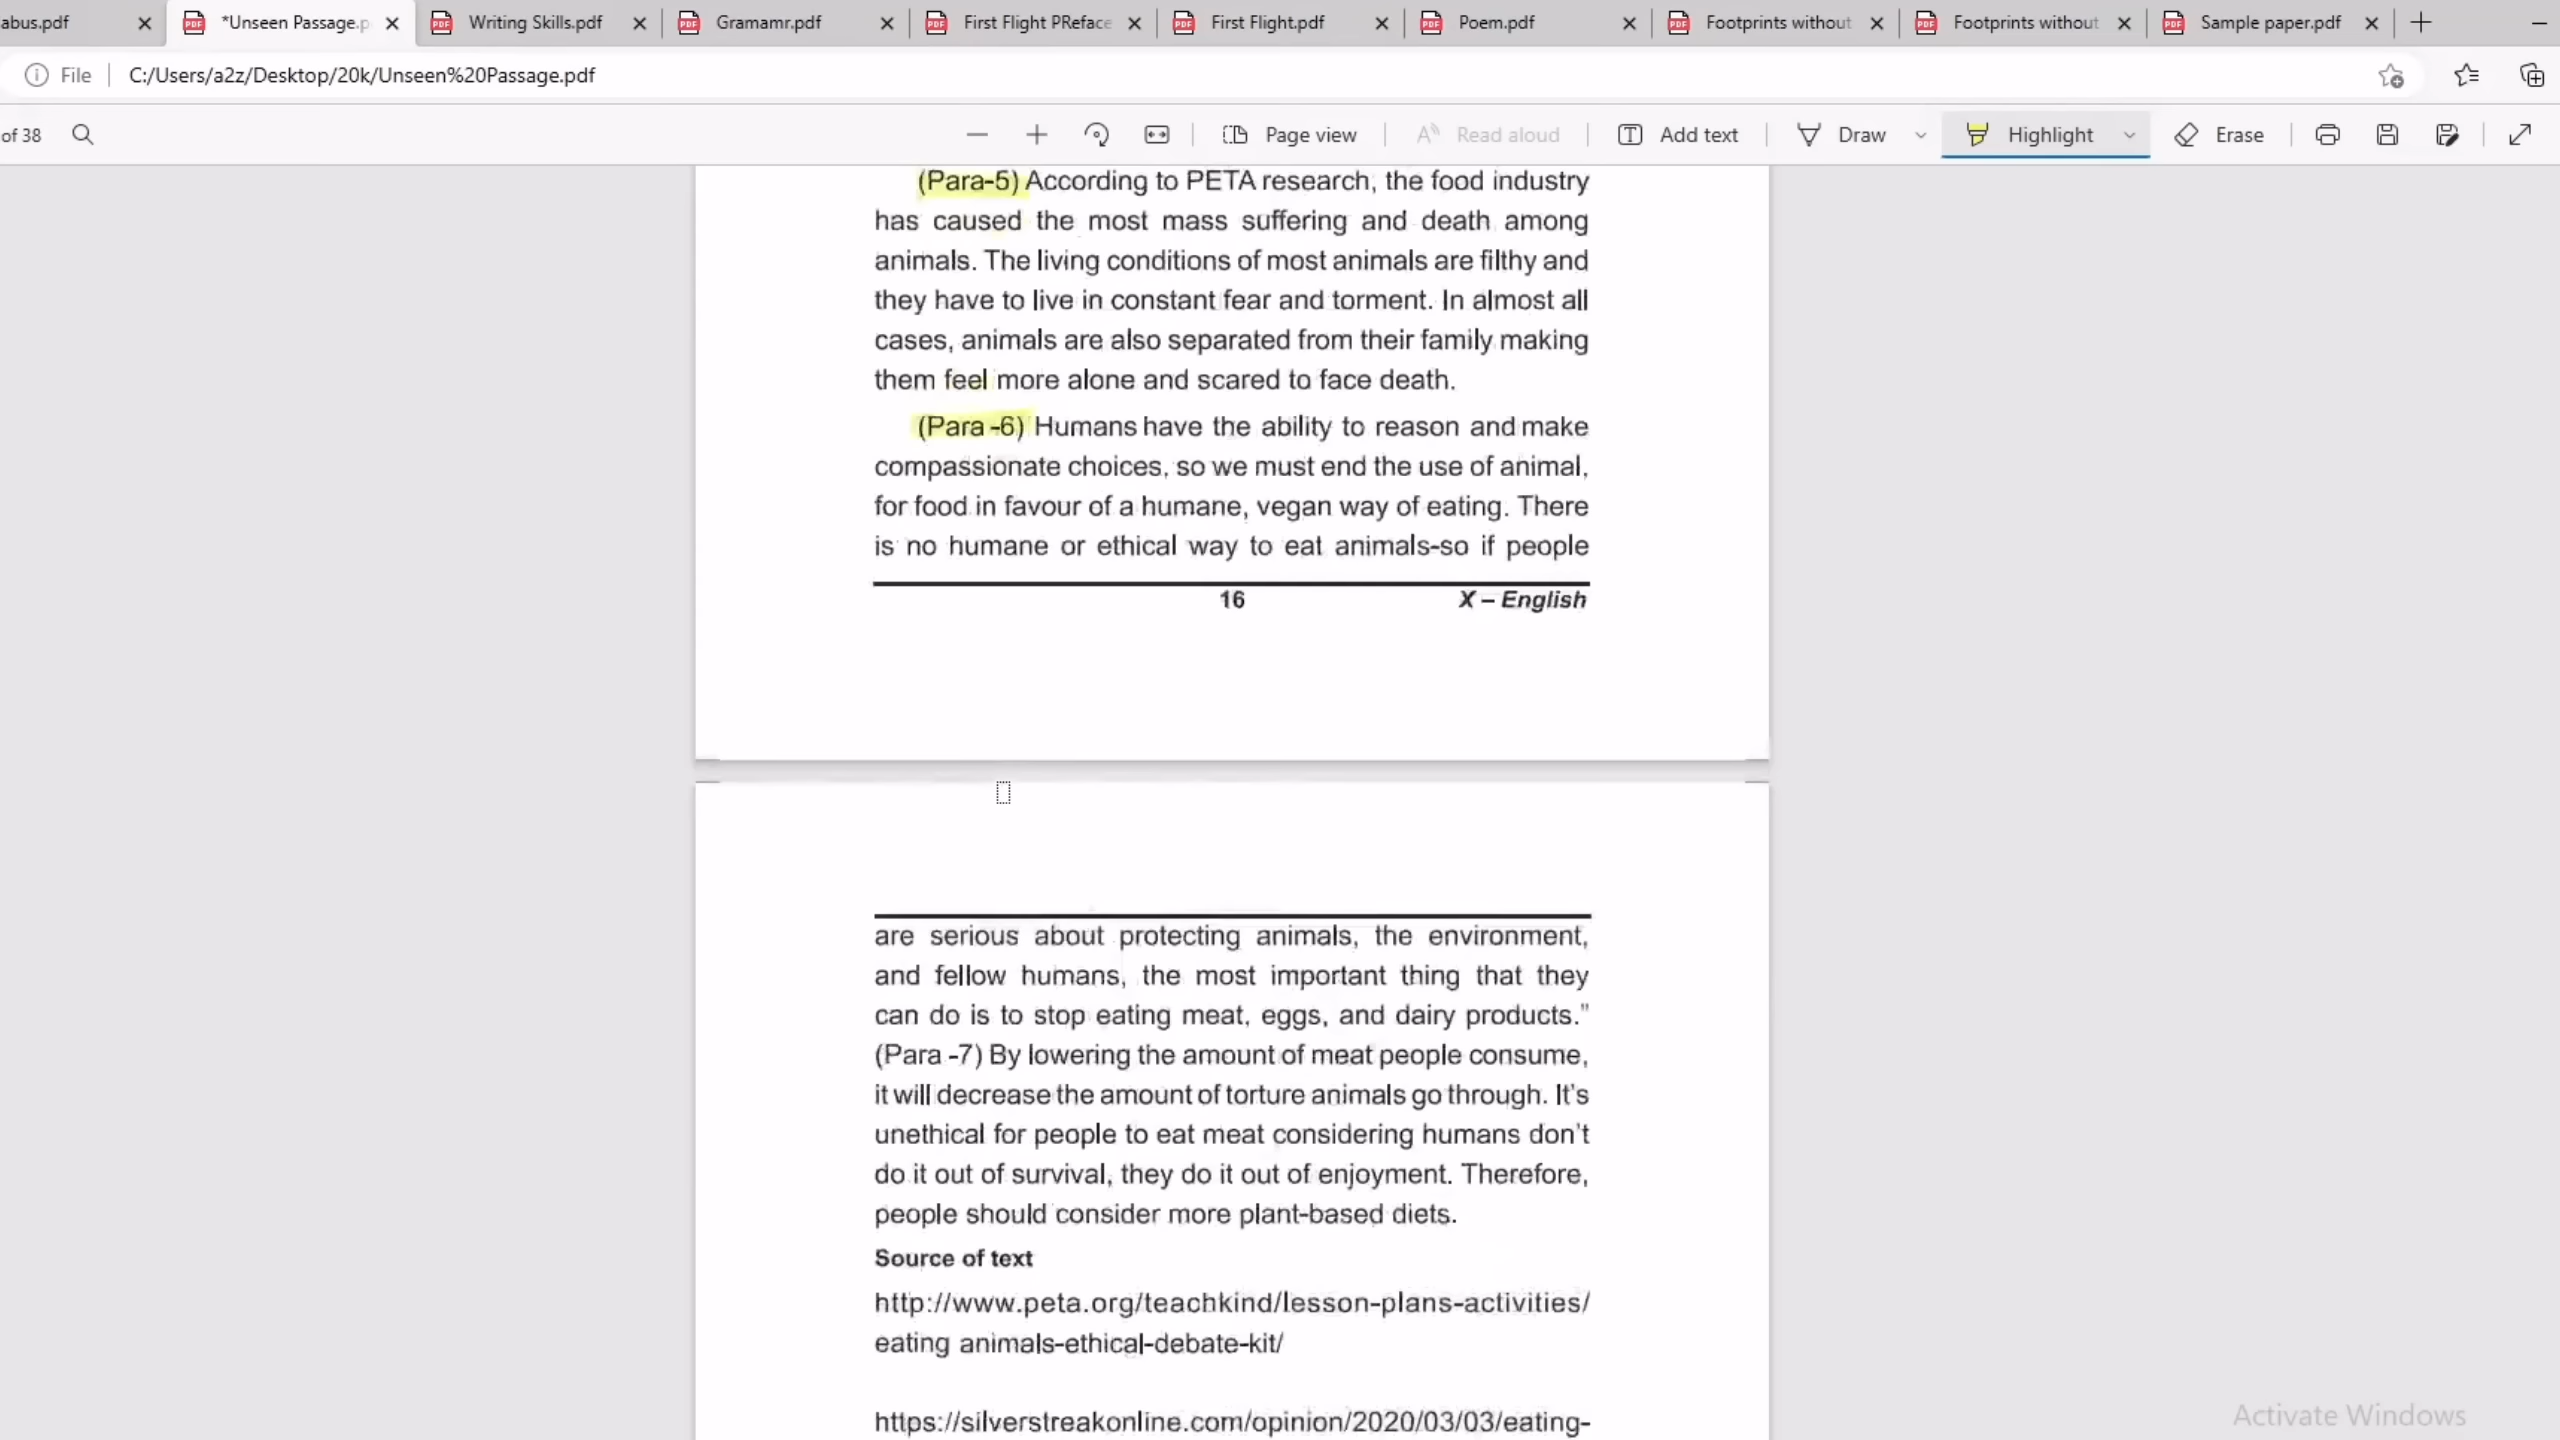 abus.pdf
*Unseen Passage.p
Writing Skills.pdf
Gramamr.pdf
First Flight PReface
First Flight.pdf
Poem.pdf
Footprints without
Footprints without
Sample paper.pdf
File
C:/Users/a2z/Desktop/20k/Unseen%20Passage.pdf
of 38
Page view
Read aloud
Add text
Draw
Highlight
Erase
(Para-5) According to PETA research, the food industry
has caused the most mass suffering and death among
animals. The living conditions of most animals are filthy and
they have to live in constant fear and torment. In almost all
cases, animals are also separated from their family making
them feel more alone and scared to face death.
(Para -6) Humans have the ability to reason and make
compassionate choices, so we must end the use of animal,
for food in favour of a humane, vegan way of eating. There
is no humane or ethical way to eat animals-so if people
16
X – English
are serious about protecting animals, the environment,
and fellow humans, the most important thing that they
can do is to stop eating meat, eggs, and dairy products."
(Para -7) By lowering the amount of meat people consume,
it will decrease the amount of torture animals go through. It's
unethical for people to eat meat considering humans don't
do it out of survival, they do it out of enjoyment. Therefore,
people should consider more plant-based diets.
Source of text
http://www.peta.org/teachkind/lesson-plans-activities/
eating animals-ethical-debate-kit/
https://silverstreakonline.com/opinion/2020/03/03/eating-
Activate Windows